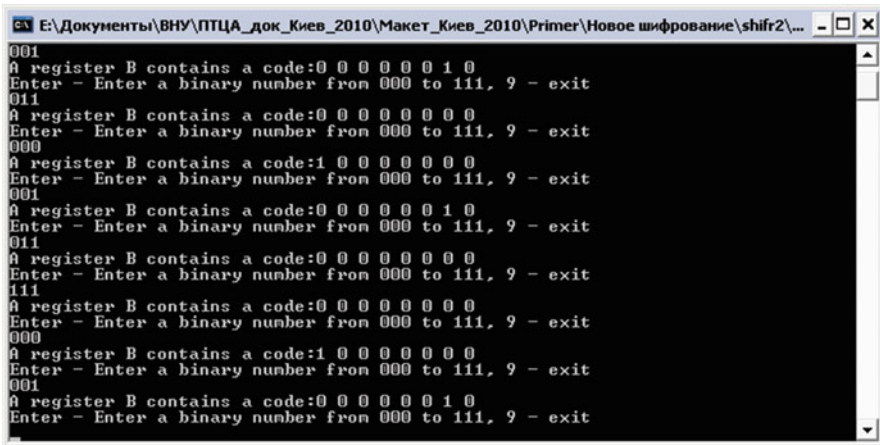 E:\Документы\ВНУ\ПТЦА_док_Киев_2010\Макет_Киев_2010\Primer\Новое шифрование\shifr2\...
001
A register B contains a code:0 0 0 0 0 0 1 0
Enter - Enter a binary number from 000 to 111, 9 - exit
011
A register B contains a code:0 0 0 0 0 0 0 0
Enter - Enter a binary number from 000 to 111, 9 - exit
000
A register B contains a code:1 0 0 0 0 0 0 0
Enter - Enter a binary number from 000 to 111, 9 - exit
001
A register B contains a code:0 0 0 0 0 0 1 0
Enter - Enter a binary number from 000 to 111, 9 - exit
011
A register B contains a code:0 0 0 0 0 0 0 0
Enter - Enter a binary number from 000 to 111, 9 - exit
111
A register B contains a code:0 0 0 0 0 0 0 0
Enter - Enter a binary number from 000 to 111, 9 - exit
000
A register B contains a code:1 0 0 0 0 0 0 0
Enter - Enter a binary number from 000 to 111, 9 - exit
001
A register B contains a code:0 0 0 0 0 0 1 0
Enter - Enter a binary number from 000 to 111, 9 - exit